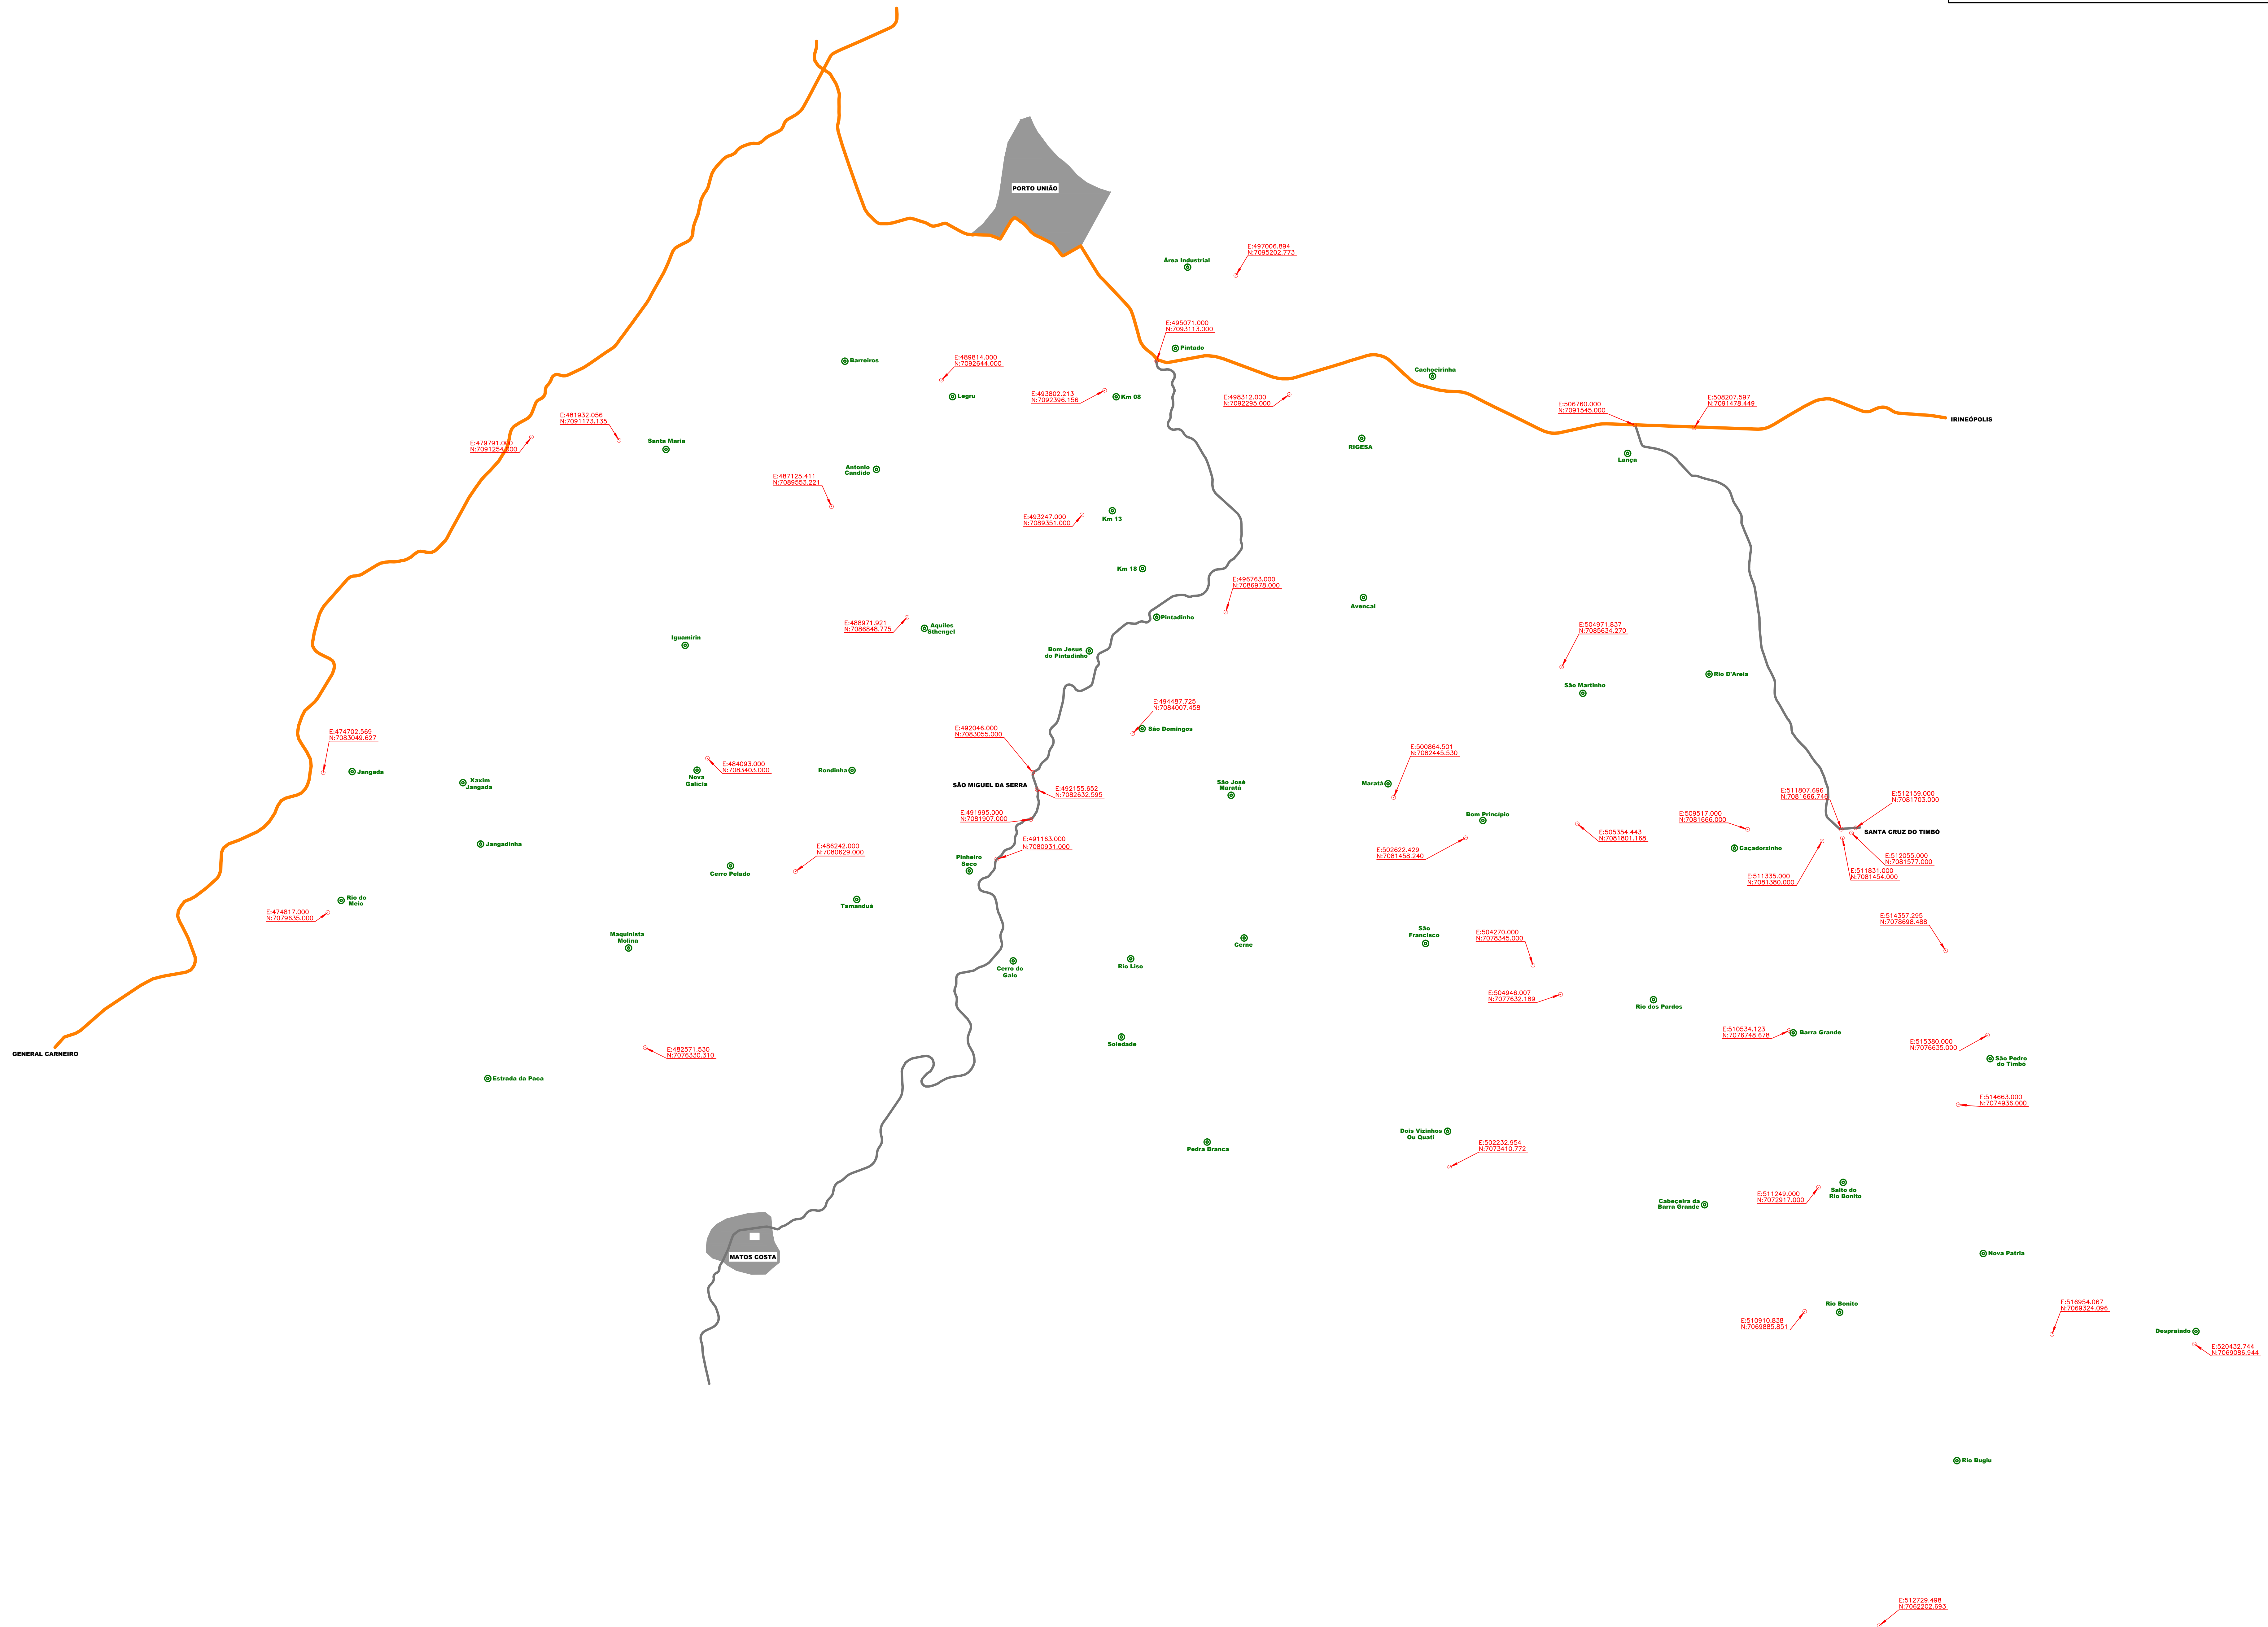 PORTO UNIÃO
Área Industrial
E:497006.894
N:7095202.773
E:495071.000
N:7093113.000
Pintado
Barreiros
E:489814.000
N:7092644.000
Legru
E:493802.213
N:7092396.156
Km 08
E:498312.000
N:7092295.000
Cachoeirinha
E:506760.000
N:7091545.000
E:508207.597
N:7091478.449
IRINEÓPOLIS
E:481932.056
N:7091173.135
E:479791.000
N:7091254.000
Santa Maria
RIGESA
Lança
Antonio
Candido
E:487125.411
N:7089553.221
E:493247.000
N:7089351.000
Km 13
Km 18
E:496763.000
N:7086978.000
Avencal
Pintadinho
E:488971.921
N:7086848.775
Aquiles
Sthengel
Iguamirin
Bom Jesus
do Pintadinho
E:504971.837
N:7085634.270
São Martinho
Rio D'Areia
E:474702.569
N:7083049.627
Jangada
Xaxim
Jangada
E:484093.000
N:7083403.000
Nova
Galicia
Rondinha
E:492046.000
N:7083055.000
E:494487.725
N:7084007.458
São Domingos
SÃO MIGUEL DA SERRA
E:492155.652
N:7082632.595
São José
Maratá
E:500864.501
N:7082445.530
Maratá
E:491995.000
N:7081907.000
Bom Princípio
E:505354.443
N:7081801.168
E:502622.429
N:7081458.240
E:509517.000
N:7081666.000
E:511807.696
N:7081666.746
E:512159.000
N:7081703.000
SANTA CRUZ DO TIMBÓ
Caçadorzinho
E:512055.000
N:7081577.000
E:511831.000
N:7081454.000
E:511335.000
N:7081380.000
Jangadinha
Cerro Pelado
E:486242.000
N:7080629.000
E:491163.000
N:7080931.000
Pinheiro
Seco
Rio do
Meio
E:474817.000
N:7079635.000
Tamanduá
Maquinista
Molina
Cerro do
Galo
Rio Liso
Cerne
São
Francisco
E:504270.000
N:7078345.000
E:514357.295
N:7078698.488
E:504946.007
N:7077632.189
Rio dos Pardos
E:510534.123
N:7076748.678
Barra Grande
E:515380.000
N:7076635.000
São Pedro
do Timbó
GENERAL CARNEIRO
E:482571.530
N:7076330.310
Soledade
Estrada da Paca
E:514663.000
N:7074936.000
Dois Vizinhos
Ou Quati
Pedra Branca
E:502232.954
N:7073410.772
Cabeçeira da
Barra Grande
E:511249.000
N:7072917.000
Salto do
Rio Bonito
MATOS COSTA
Nova Patria
Rio Bonito
E:510910.838
N:7069885.851
E:516954.067
N:7069324.096
Despraiado
E:520432.744
N:7069086.944
Rio Bugiu
E:512729.498
N:7062202.693